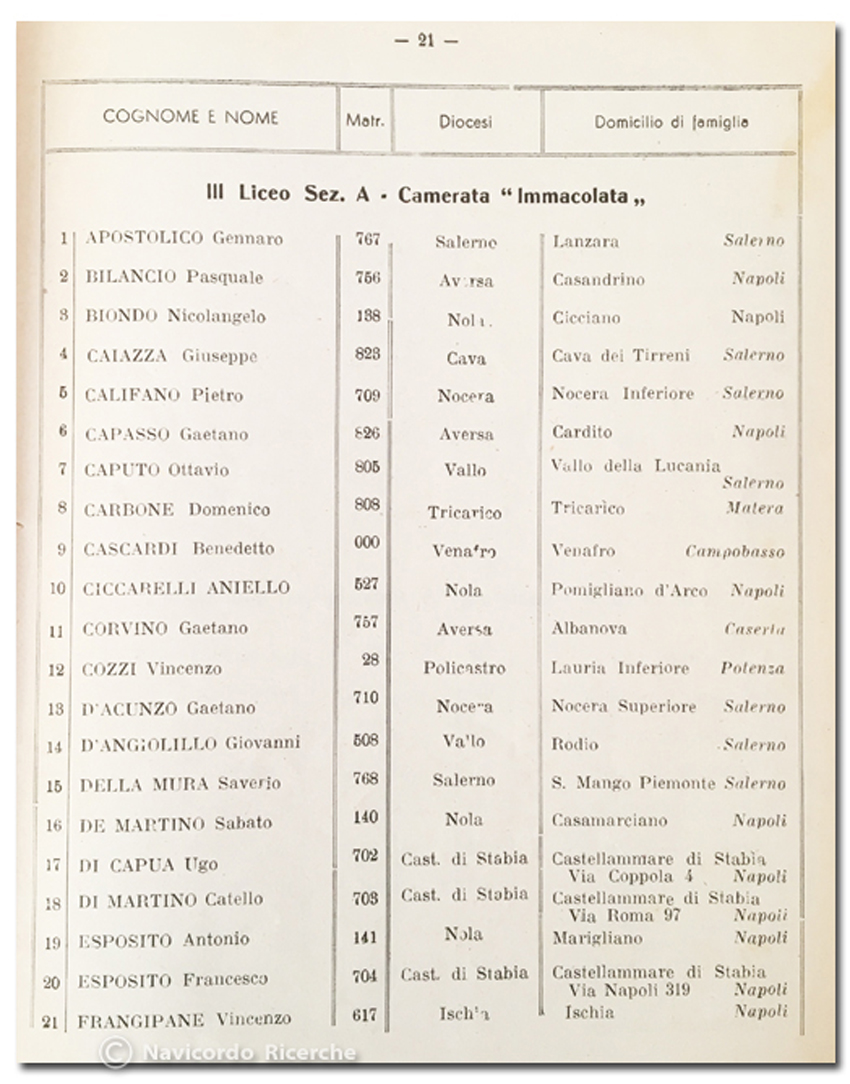 — 21 —
COGNOME E NOME Matr. Diocesi Domicilio di famiglia
III Liceo Sez. A - Camerata "Immacolata„
1 APOSTOLICO Gennaro 767 Salerno Lanzara Salerno
2 BILANCIO Pasquale 756 Aversa Casandrino Napoli
3 BIONDO Nicolangelo 138 Nola. Cicciano Napoli
4 CAIAZZA Giuseppe 823 Cava Cava dei Tirreni Salerno
5 CALIFANO Pietro 709 Nocera Nocera Inferiore Salerno
6 CAPASSO Gaetano 826 Aversa Cardito Napoli
7 CAPUTO Ottavio 805 Vallo Vallo della Lucania
Salerno
8 CARBONE Domenico 808 Tricarico Tricarico Matera
9 CASCARDI Benedetto 000 Venafro Venafro Campobasso
10 CICCARELLI ANIELLO 527 Nola Pomigliano d'Arco Napoli
11 CORVINO Gaetano 757 Aversa Albanova Caserta
12 COZZI Vincenzo 28 Policastro Lauria Inferiore Potenza
13 D'ACUNZO Gaetano 710 Nocera Nocera Superiore Salerno
14 D'ANGIOLILLO Giovanni 508 Vallo Rodio Salerno
15 DELLA MURA Saverio 768 Salerno S. Mango Piemonte Salerno
16 DE MARTINO Sabato 140 Nola Casamarciano Napoli
17 DI CAPUA Ugo 702 Cast. di Stabia Castellammare di Stabia
Via Coppola 4 Napoli
18 DI MARTINO Catello 703 Cast. di Stabia Castellammare di Stabia
Via Roma 97 Napoii
19 ESPOSITO Antonio 141 Nola Marigliano Napoli
20 ESPOSITO Francesco 704 Cast. di Stabia Castellammare di Stabia
Via Napoli 319 Napoli
21 FRANGIPANE Vincenzo 617 Ischia Ischia Napoli
© Navicordo Ricerche